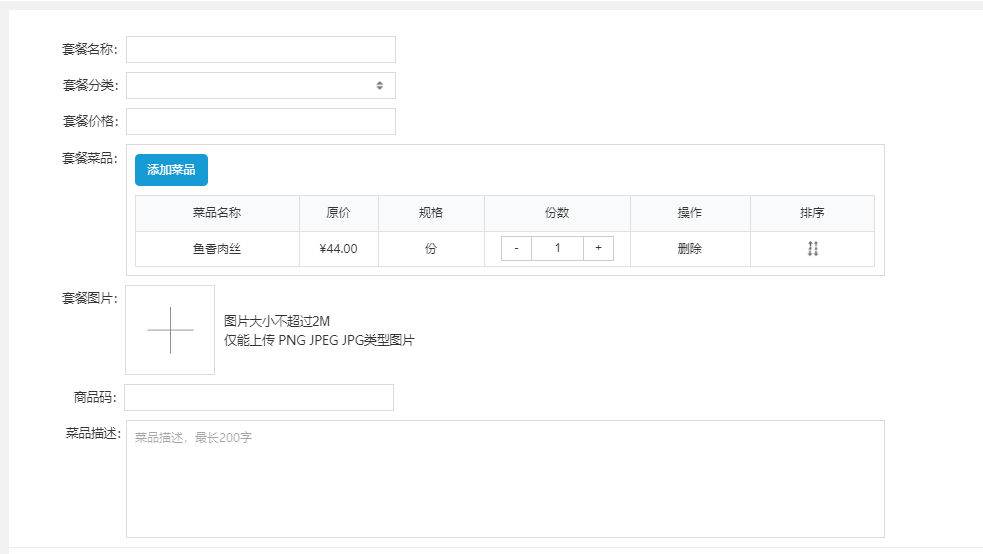 套餐名称：
套餐分类：
套餐价格：
套餐菜品：
添加菜品
菜品名称 原价 规格 份数 操作 排序
鱼香肉丝 ¥44.00 份 - 1 + 删除
套餐图片：
图片大小不超过2M
仅能上传 PNG JPEG JPG类型图片
商品码：
菜品描述：
菜品描述，最长200字